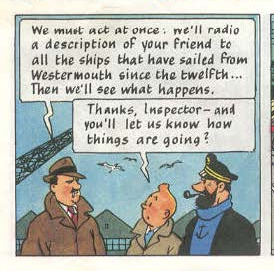 We must act at once: we'll radio
a description of your friend to
all the ships that have sailed from
Westermouth since the twelfth...
Then we'll see what happens.
Thanks, Inspector — and
you'll let us know how
things are going?